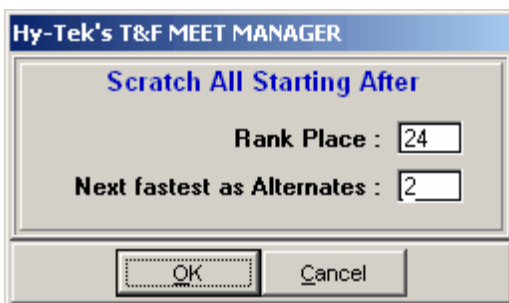 Hy-Tek's T&F MEET MANAGER
Scratch All Starting After
Rank Place : 24
Next fastest as Alternates : 2
OK Cancel